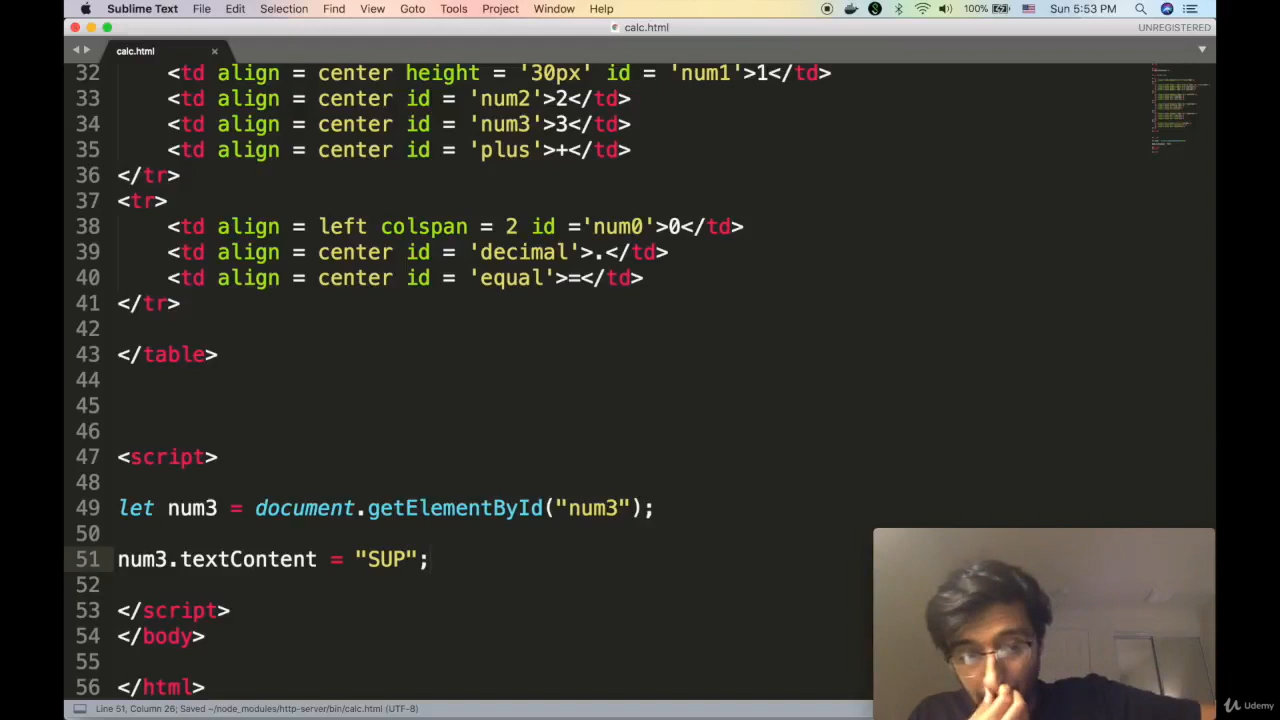 Sublime Text File Edit Selection Find View Goto Tools Project Window Help 100% Sun 5:53 PM
calc.html UNREGISTERED
calc.html ×
32 <td align = center height = '30px' id = 'num1'>1</td>
33 <td align = center id = 'num2'>2</td>
34 <td align = center id = 'num3'>3</td>
35 <td align = center id = 'plus'>+</td>
36 </tr>
37 <tr>
38 <td align = left colspan = 2 id ='num0'>0</td>
39 <td align = center id = 'decimal'>.</td>
40 <td align = center id = 'equal'>=</td>
41 </tr>
42
43 </table>
44
45
46
47 <script>
48
49 let num3 = document.getElementById("num3");
50
51 num3.textContent = "SUP";
52
53 </script>
54 </body>
55
56 </html>
Line 51, Column 26; Saved ~/node_modules/http-server/bin/calc.html (UTF-8)
Udemy